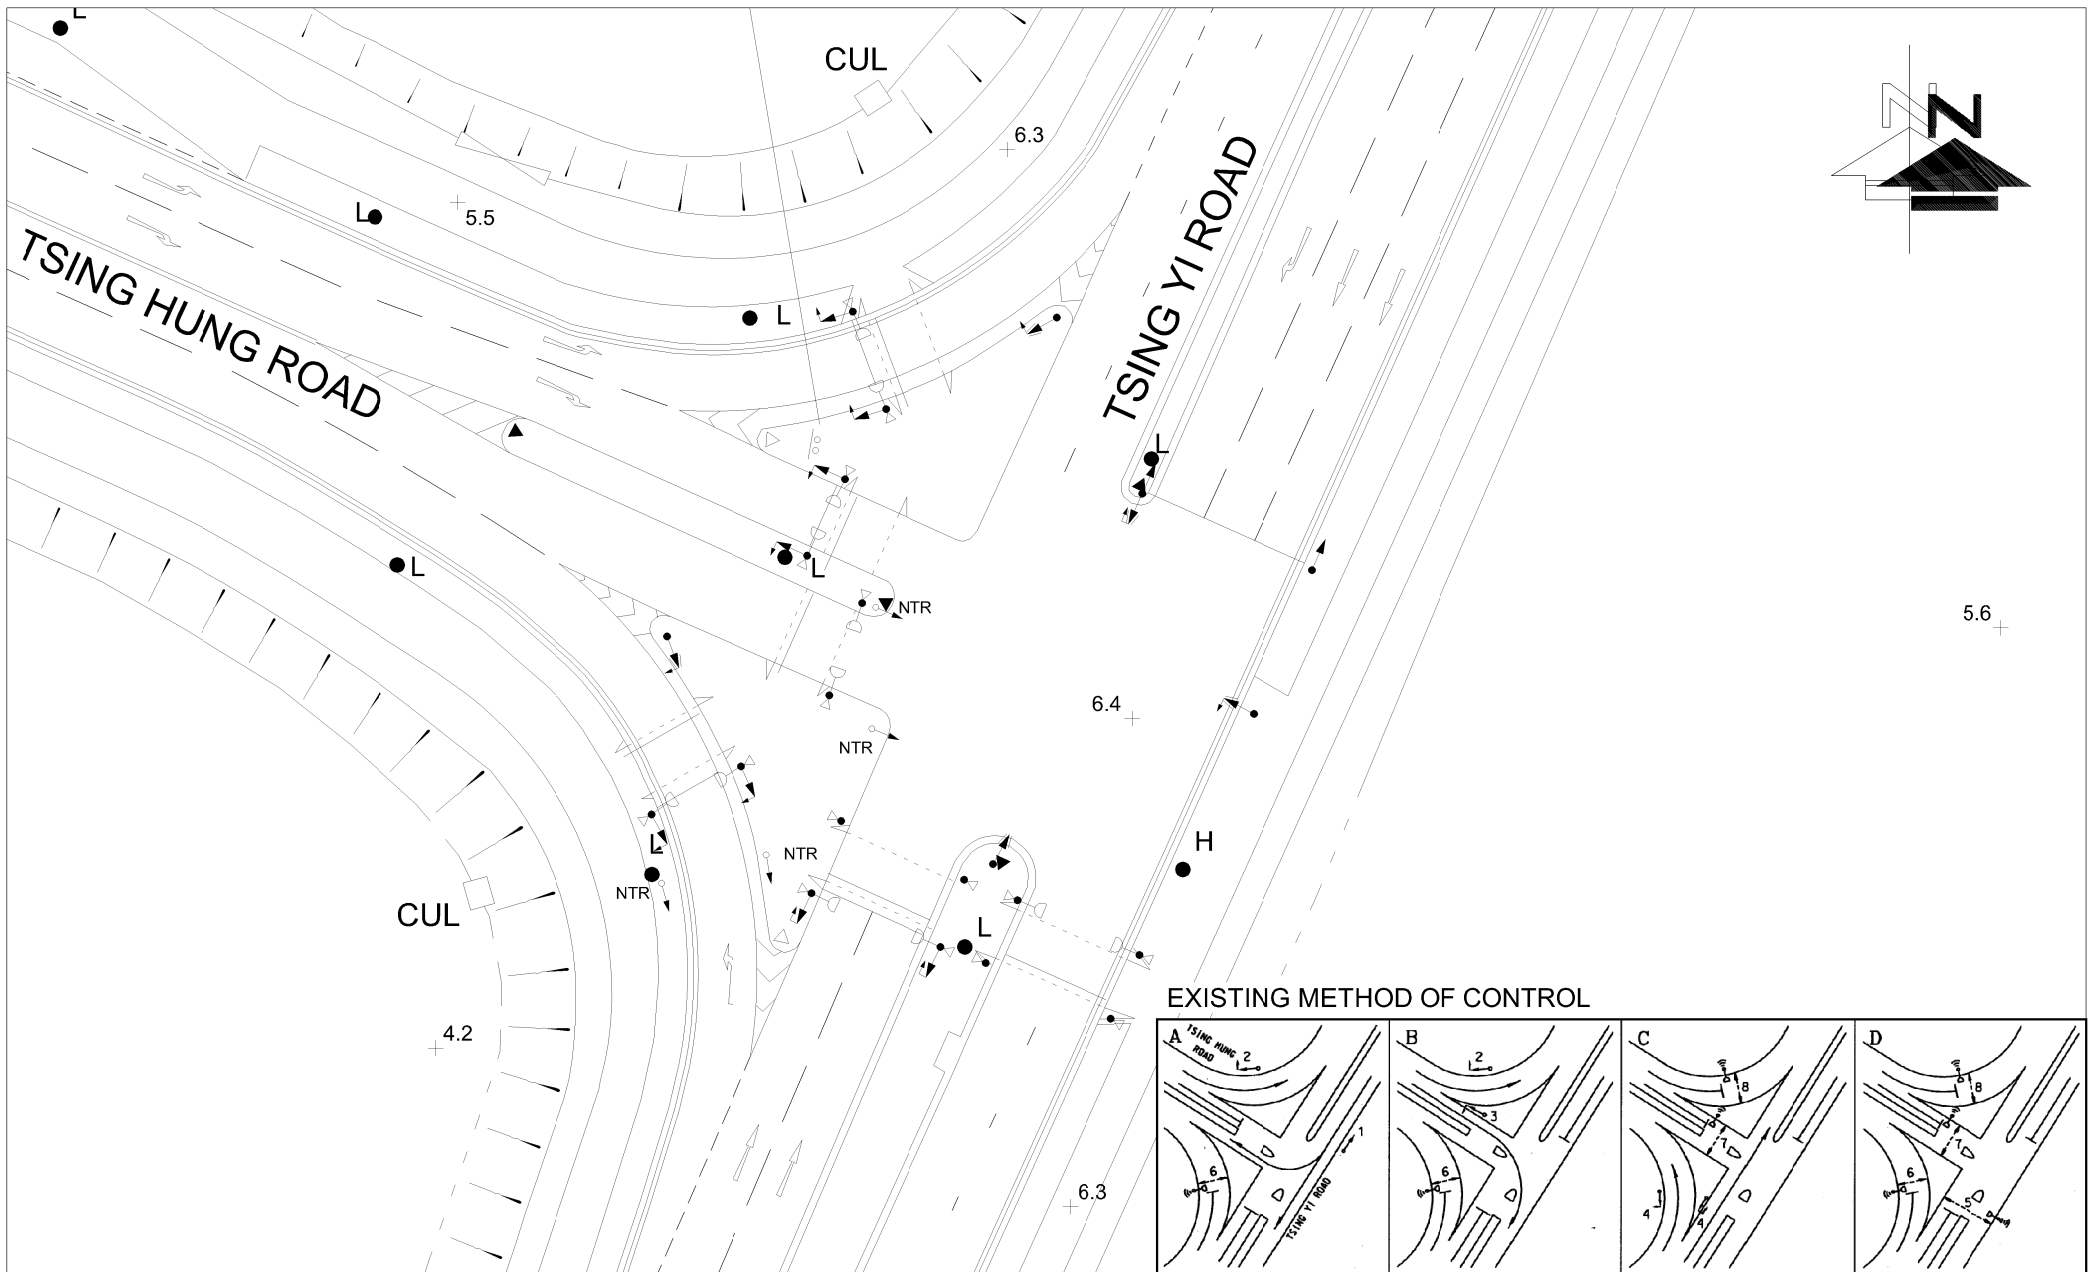 L
CUL
N
N
6.3
L
5.5
TSING YI ROAD
TSING HUNG ROAD
L
L
L
L
NTR
5.6
6.4
NTR
H
L
NTR
NTR
CUL
L
EXISTING METHOD OF CONTROL
4.2
A
TSING HUNG
ROAD
2
1
6
TSING YI ROAD
B
2
3
6
C
8
7
4
4
D
8
7
6
5
6.3